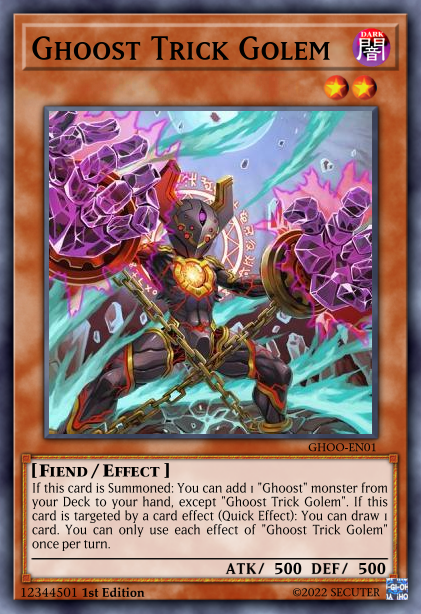 Ghoost Trick Golem
DARK
闇
GHOO-EN01
[Fiend / Effect ]
If this card is Summoned: You can add 1 "Ghoost" monster from
your Deck to your hand, except "Ghoost Trick Golem". If this
card is targeted by a card effect (Quick Effect): You can draw 1
card. You can only use each effect of "Ghoost Trick Golem"
once per turn.
ATK/ 500 DEF/ 500
12344501 1st Edition
©2022 SECUTER